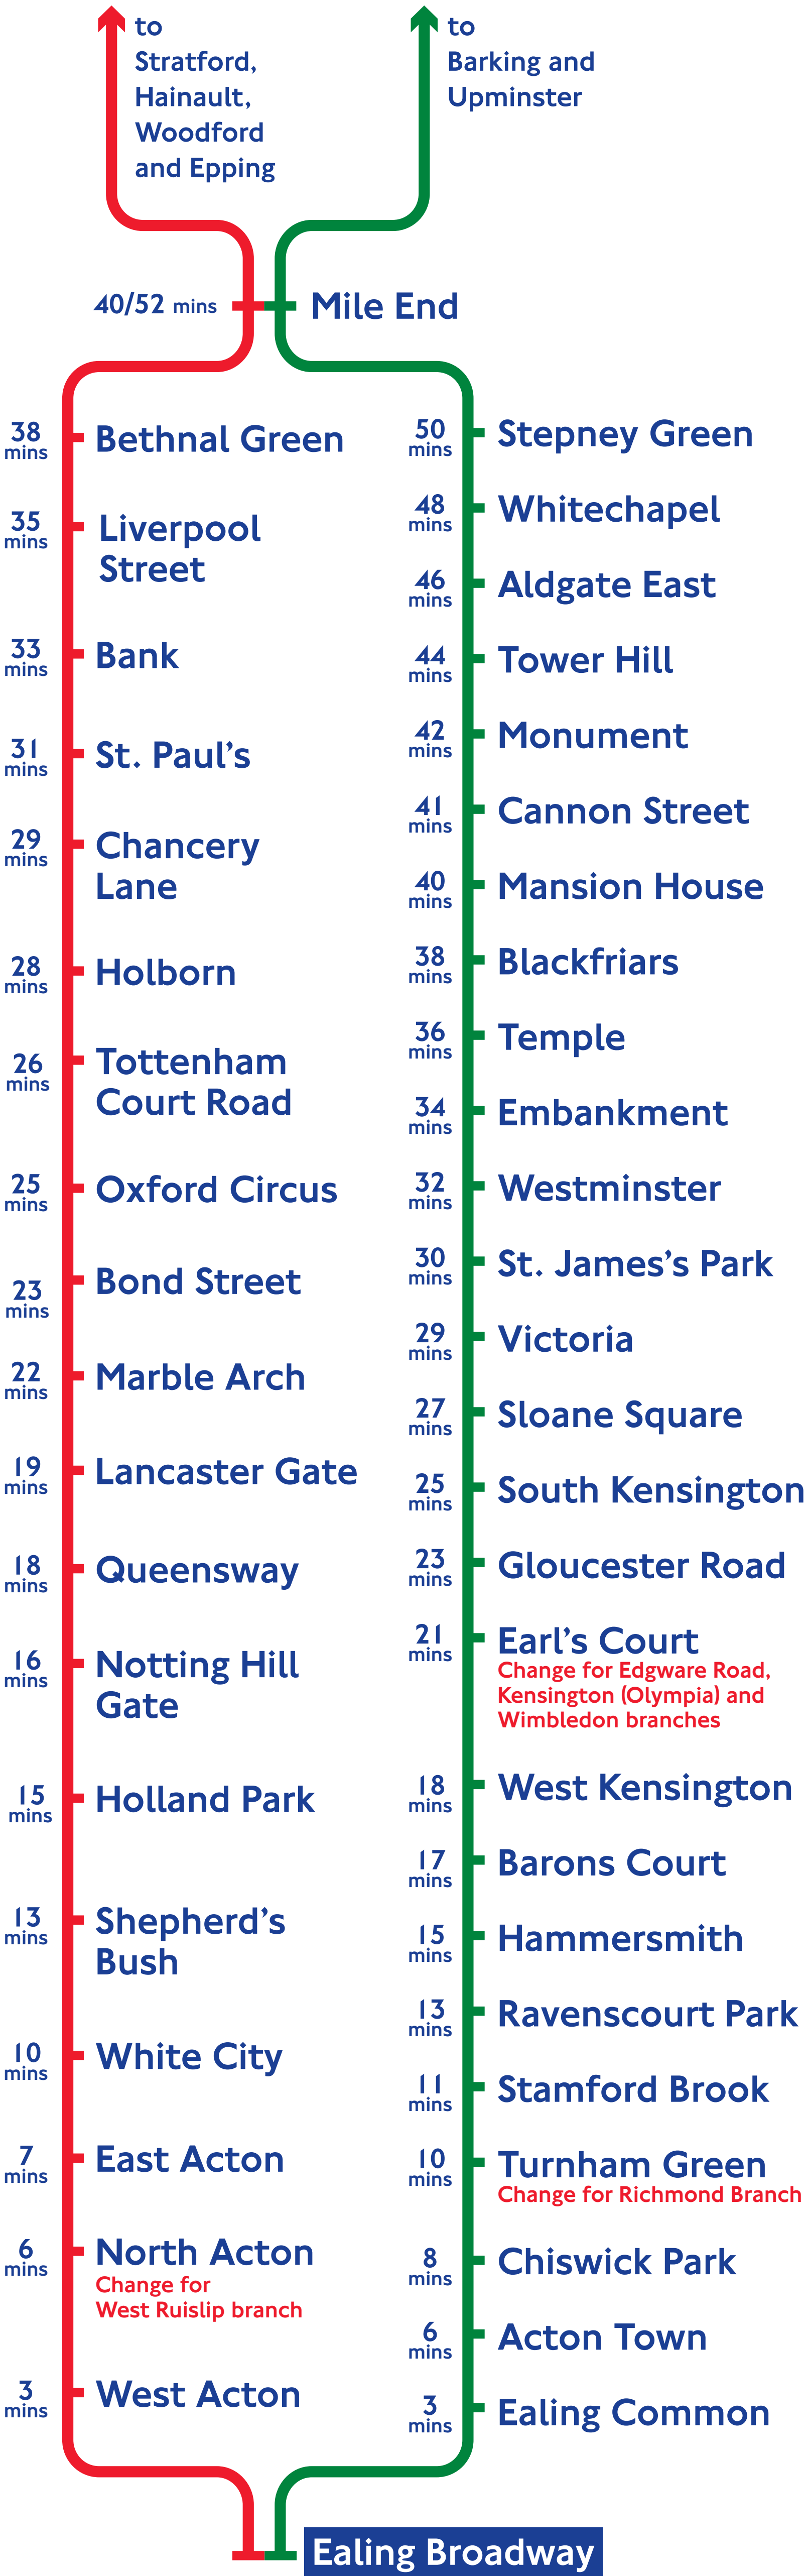 to
Stratford,
Hainault,
Woodford
and Epping
to
Barking and
Upminster
40/52 mins
Mile End
38
mins
Bethnal Green
35
mins
Liverpool
Street
33
mins
Bank
31
mins
St. Paul's
29
mins
Chancery
Lane
28
mins
Holborn
26
mins
Tottenham
Court Road
25
mins
Oxford Circus
23
mins
Bond Street
22
mins
Marble Arch
19
mins
Lancaster Gate
18
mins
Queensway
16
mins
Notting Hill
Gate
15
mins
Holland Park
13
mins
Shepherd's
Bush
10
mins
White City
7
mins
East Acton
6
mins
North Acton
Change for
West Ruislip branch
3
mins
West Acton
50
mins
Stepney Green
48
mins
Whitechapel
46
mins
Aldgate East
44
mins
Tower Hill
42
mins
Monument
41
mins
Cannon Street
40
mins
Mansion House
38
mins
Blackfriars
36
mins
Temple
34
mins
Embankment
32
mins
Westminster
30
mins
St. James's Park
29
mins
Victoria
27
mins
Sloane Square
25
mins
South Kensington
23
mins
Gloucester Road
21
mins
Earl's Court
Change for Edgware Road,
Kensington (Olympia) and
Wimbledon branches
18
mins
West Kensington
17
mins
Barons Court
15
mins
Hammersmith
13
mins
Ravenscourt Park
11
mins
Stamford Brook
10
mins
Turnham Green
Change for Richmond Branch
8
mins
Chiswick Park
6
mins
Acton Town
3
mins
Ealing Common
Ealing Broadway